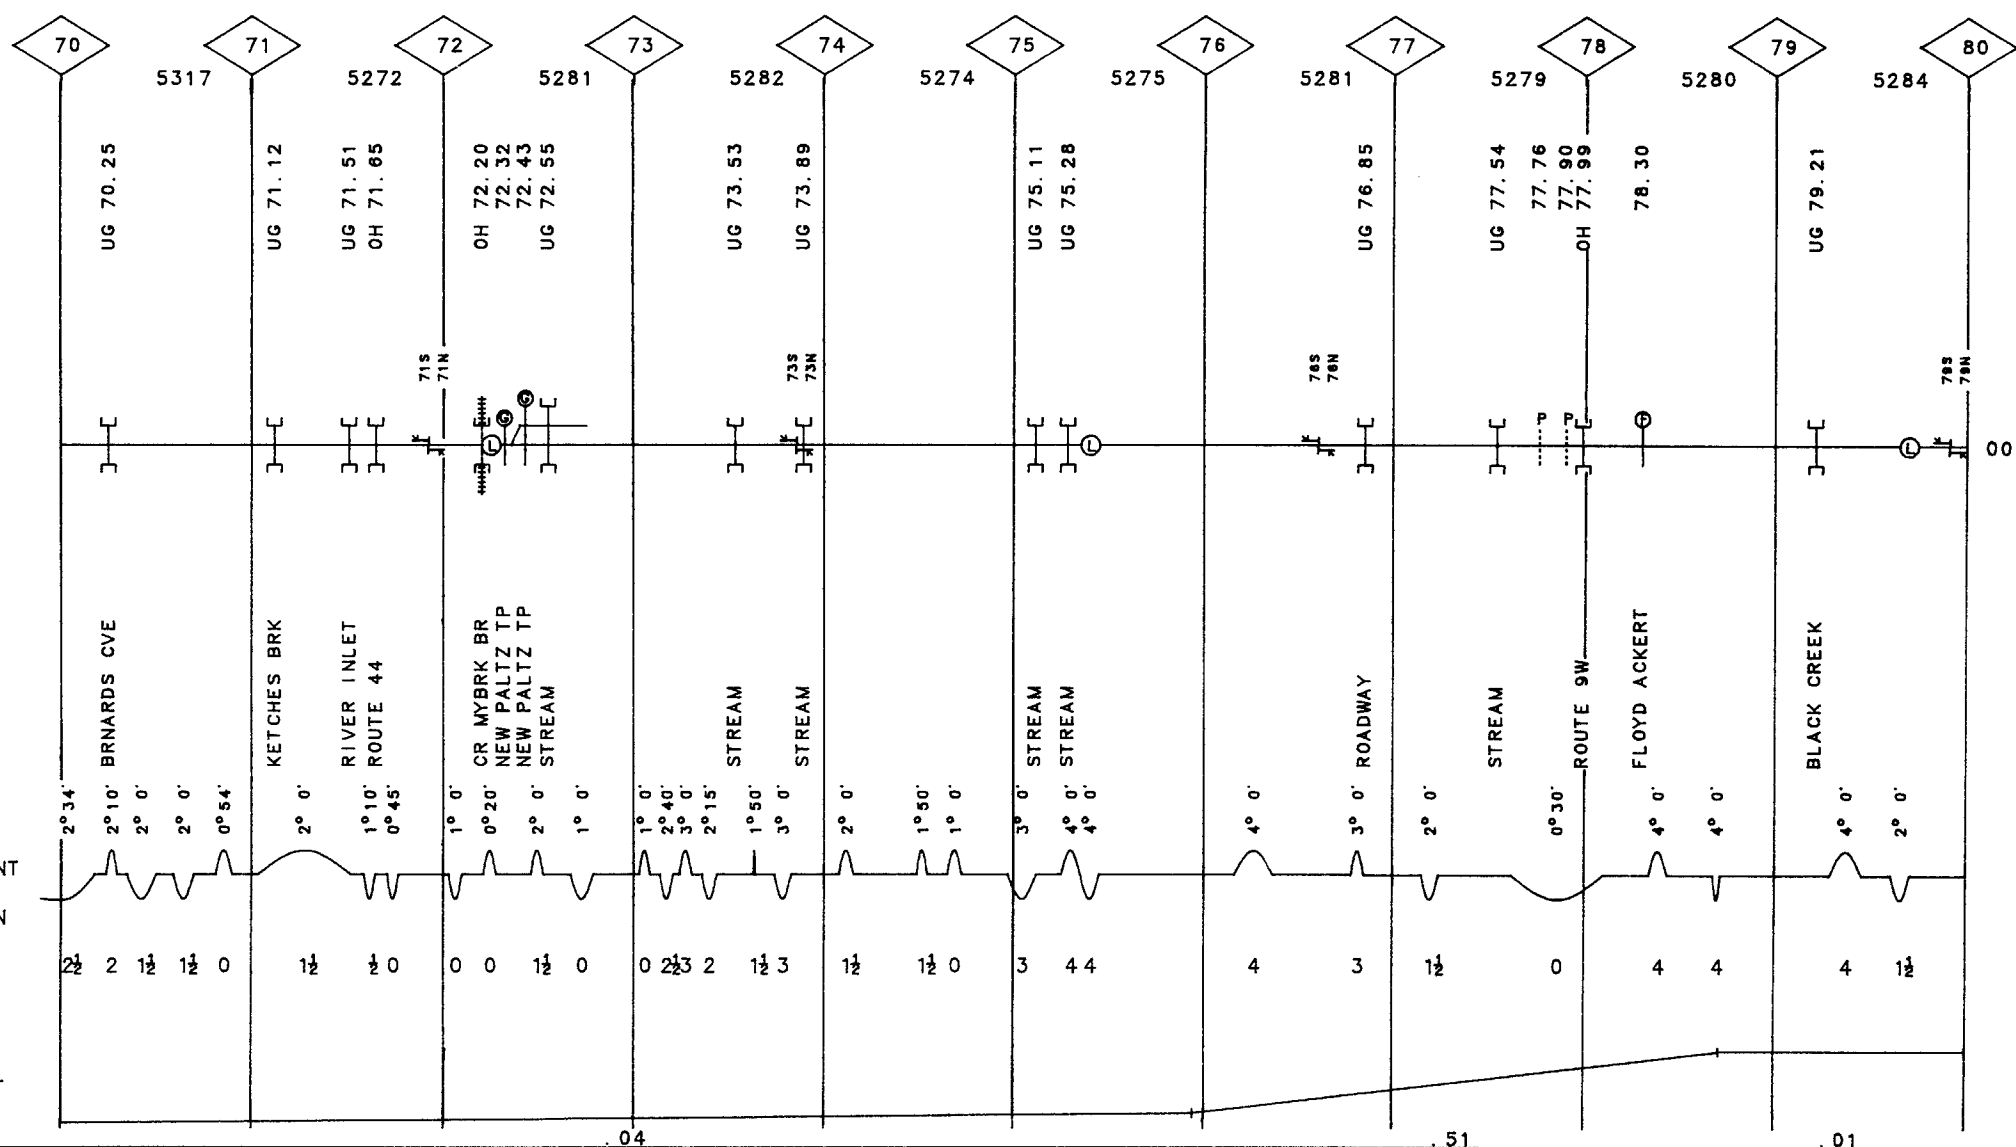 70 71 72 73 74 75 76 77 78 79 80
5317 5272 5281 5282 5274 5275 5281 5279 5280 5284
UG 70.25
UG 71.12
UG 71.51
OH 71.65
OH 72.20
72.32
72.43
UG 72.55
UG 73.53
UG 73.89
UG 75.11
UG 75.28
UG 76.85
UG 77.54
77.76
77.90
OH 77.99
78.30
UG 79.21
71S
71N
73S
73N
76S
76N
79S
79N
L G G L P P F L 00
BRNARDS CVE
KETCHES BRK
RIVER INLET
ROUTE 44
CR MYBRK BR
NEW PALTZ TP
NEW PALTZ TP
STREAM
STREAM
STREAM
STREAM
STREAM
ROADWAY
STREAM
ROUTE 9W
FLOYD ACKERT
BLACK CREEK
2° 34'
2° 10'
2° 0'
2° 0'
0° 54'
2° 0'
1° 10'
0° 45'
1° 0'
0° 20'
2° 0'
1° 0'
1° 0'
2° 40'
3° 0'
2° 15'
1° 50'
3° 0'
2° 0'
1° 50'
1° 0'
3° 0'
4° 0'
4° 0'
4° 0'
3° 0'
2° 0'
0° 30'
4° 0'
4° 0'
4° 0'
2° 0'
NT
N
2½ 2 1½ 1½ 0 1½ ½ 0 0 0 1½ 0 0 2½ 3 2 1½ 3 1½ 1½ 0 3 4 4 4 3 1½ 0 4 4 4 1½
.04 .51 .01